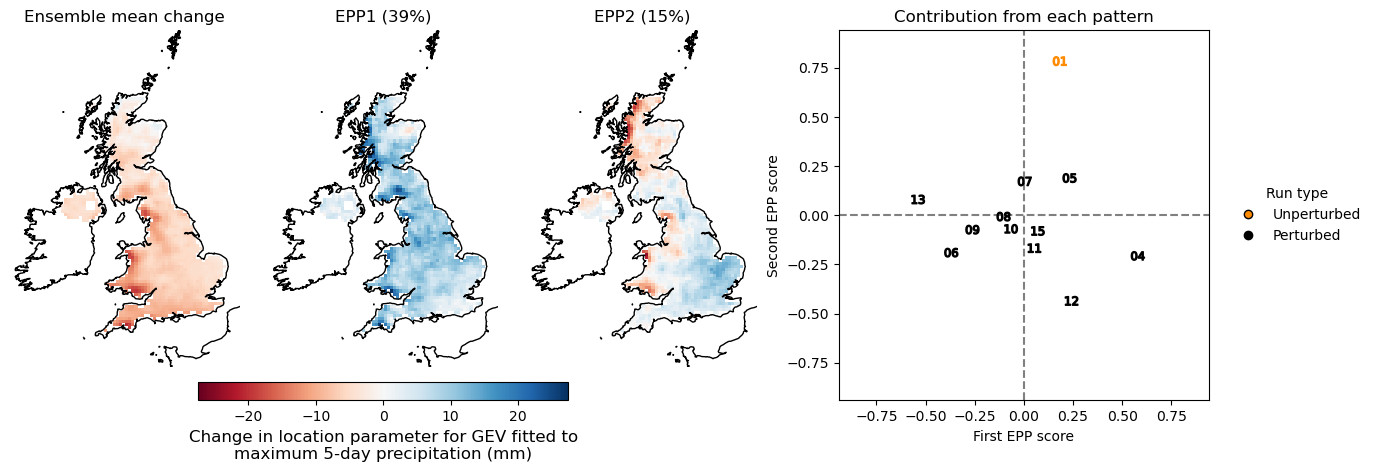 Ensemble mean change
EPP1 (39%)
EPP2 (15%)
−20
−10
0
10
20
Change in location parameter for GEV fitted to
maximum 5-day precipitation (mm)
Contribution from each pattern
Second EPP score
0.75
0.50
0.25
0.00
−0.25
−0.50
−0.75
01
07
05
13
08
09
10
15
11
06
04
12
−0.75
−0.50
−0.25
0.00
0.25
0.50
0.75
First EPP score
Run type
Unperturbed
Perturbed